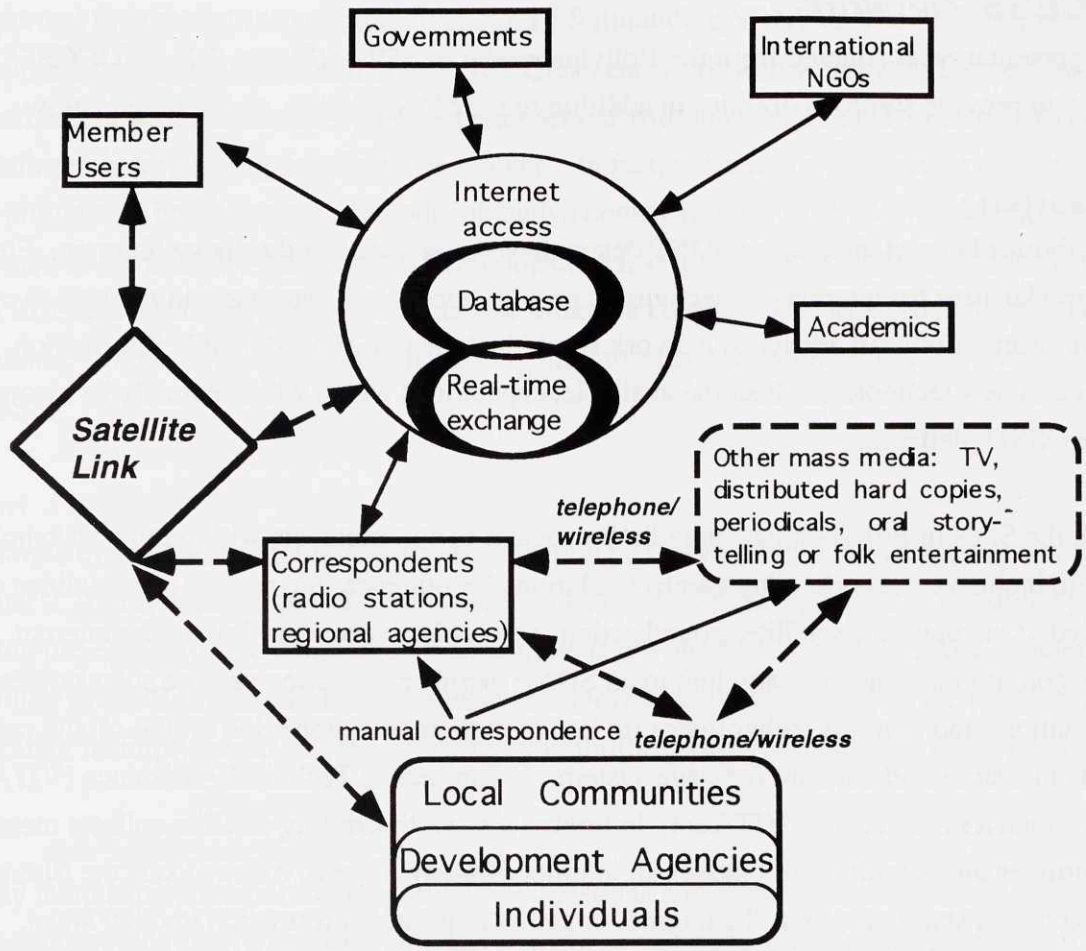 Governments
International
NGOs
Member
Users
Internet
access
Database
Academics
Real-time
exchange
Satellite
Link
Other mass media: TV,
distributed hard copies,
periodicals, oral story-
telling or folk entertainment
telephone/
wireless
Correspondents
(radio stations,
regional agencies)
manual correspondence
telephone/wireless
Local Communities
Development Agencies
Individuals